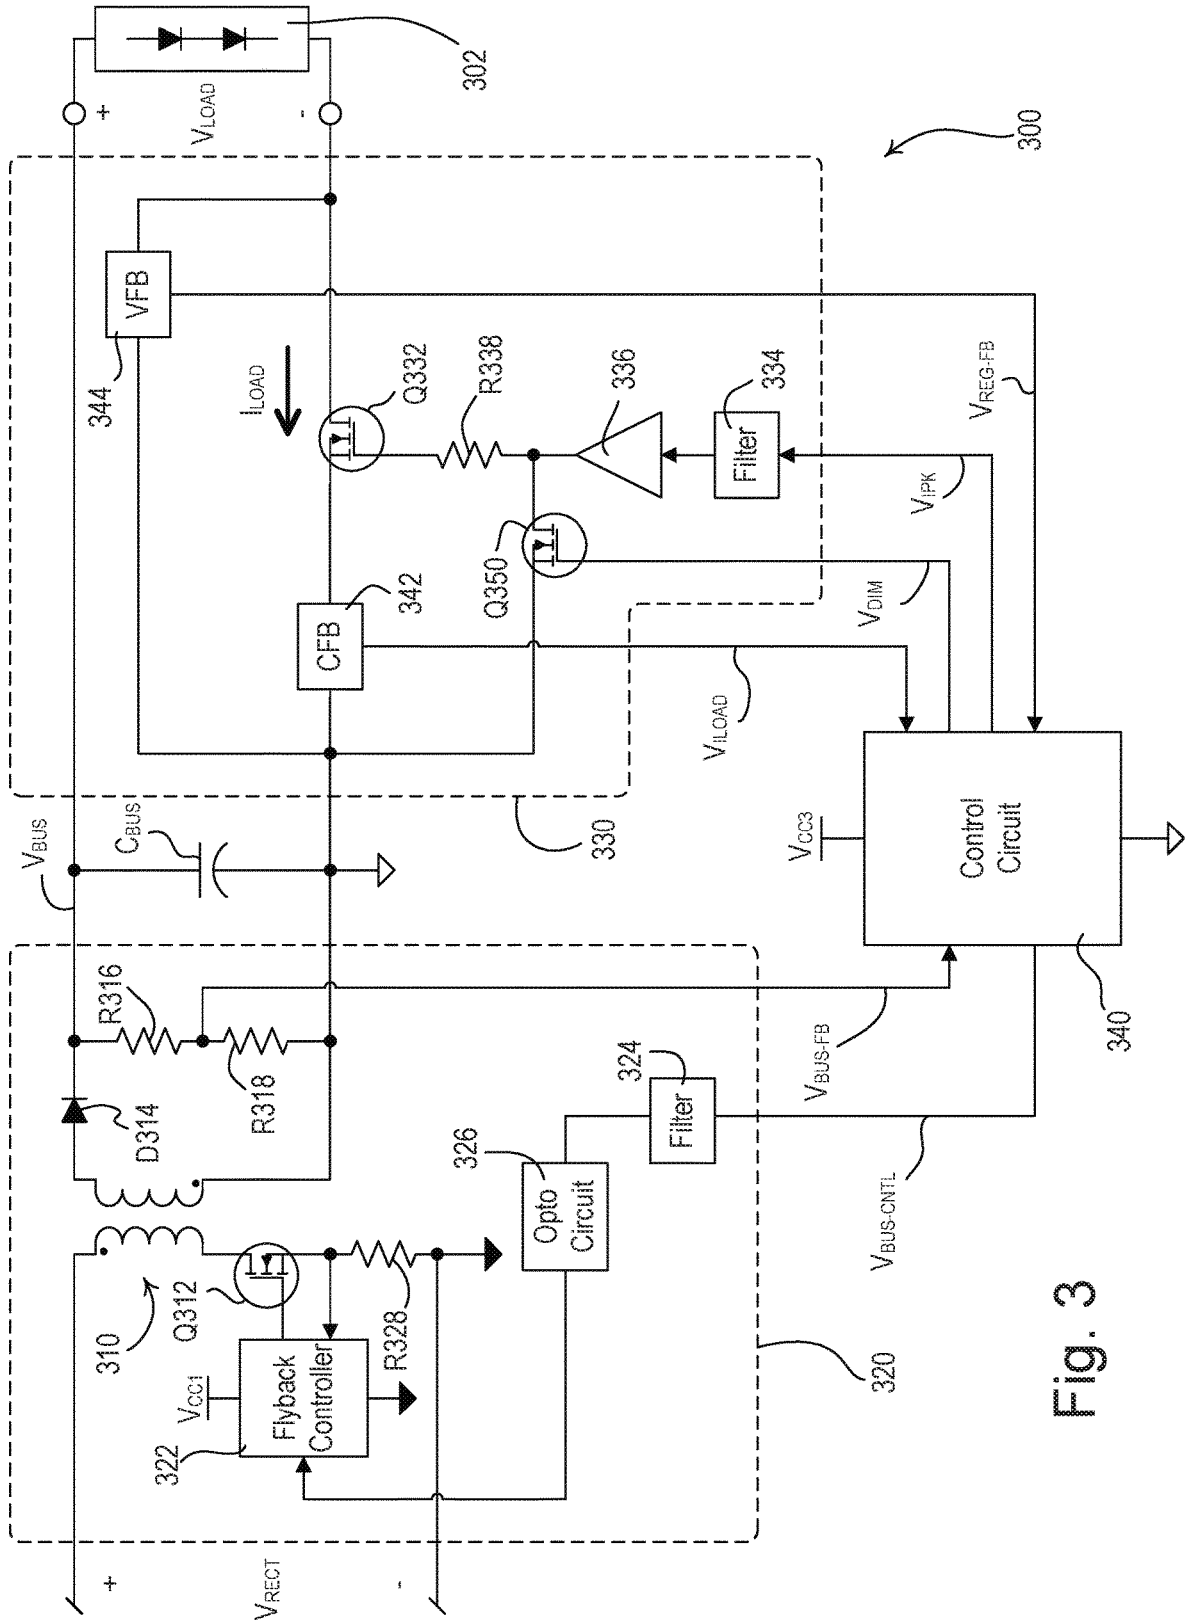 VRECT
+
-
310
Q312
VCC1
322
Flyback
Controller
R328
D314
R316
R318
326
Opto
Circuit
324
Filter
320
VBUS-FB
VBUS-CNTL
VBUS
CBUS
330
VCC3
Control
Circuit
340
344
VFB
ILOAD
CFB
342
Q332
R338
Q350
336
334
Filter
VILOAD
VDIM
VIPK
VREG-FB
+
VLOAD
-
302
300
Fig. 3